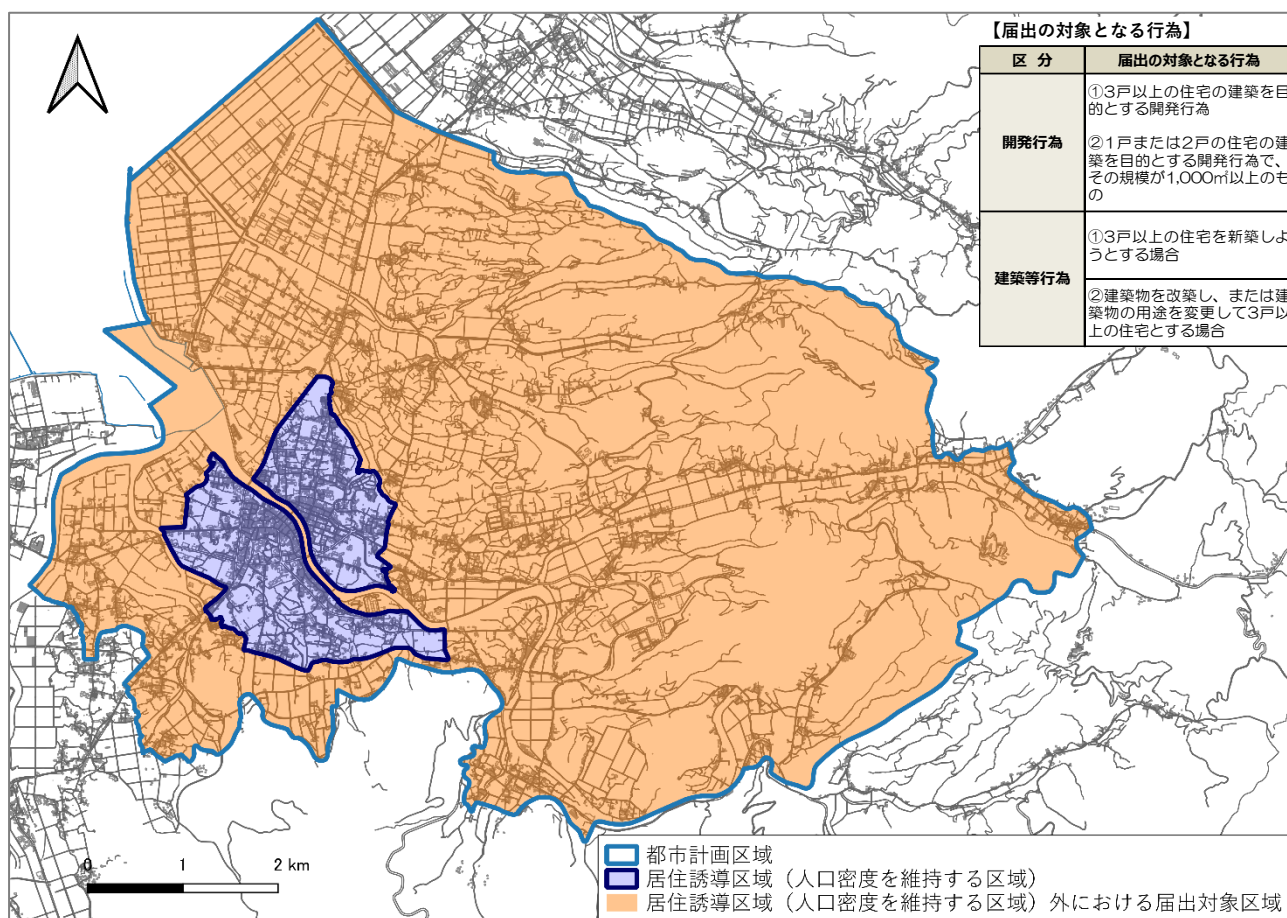 【届出の対象となる行為】
区 分
届出の対象となる行為
開発行為
①3戸以上の住宅の建築を目
的とする開発行為
②1戸または2戸の住宅の建
築を目的とする開発行為で、
その規模が1,000㎡以上のも
の
建築等行為
①3戸以上の住宅を新築しよ
うとする場合
②建築物を改築し、または建
築物の用途を変更して3戸以
上の住宅とする場合
0 1 2 km
都市計画区域
居住誘導区域（人口密度を維持する区域）
居住誘導区域（人口密度を維持する区域）外における届出対象区域